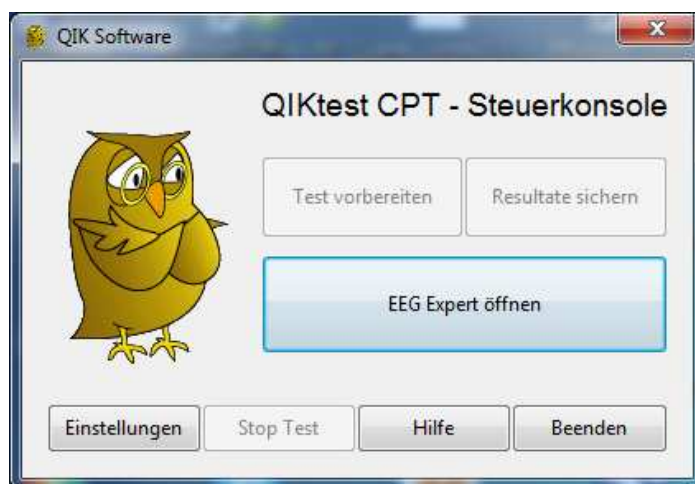 QIK Software
QIKtest CPT - Steuerkonsole
Test vorbereiten
Resultate sichern
EEG Expert öffnen
Einstellungen
Stop Test
Hilfe
Beenden